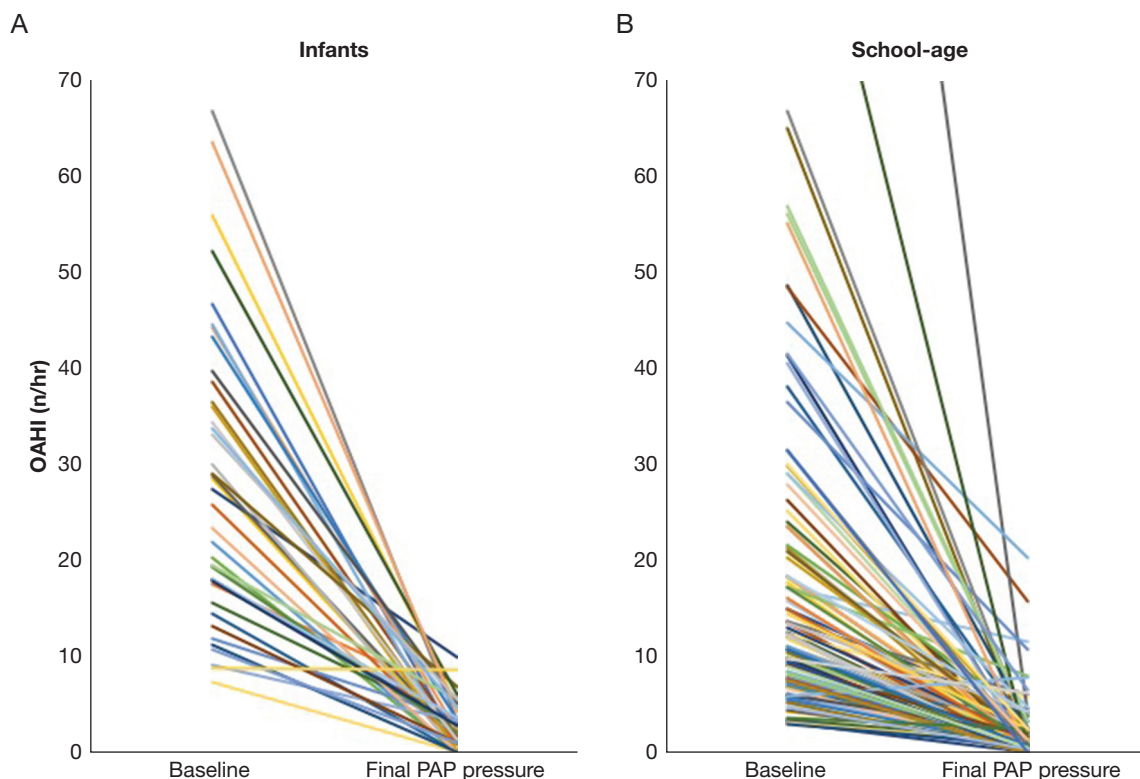 A
Infants
70
60
50
40
30
20
10
0
OAHI (n/hr)
Baseline
Final PAP pressure
B
School-age
70
60
50
40
30
20
10
0
Baseline
Final PAP pressure